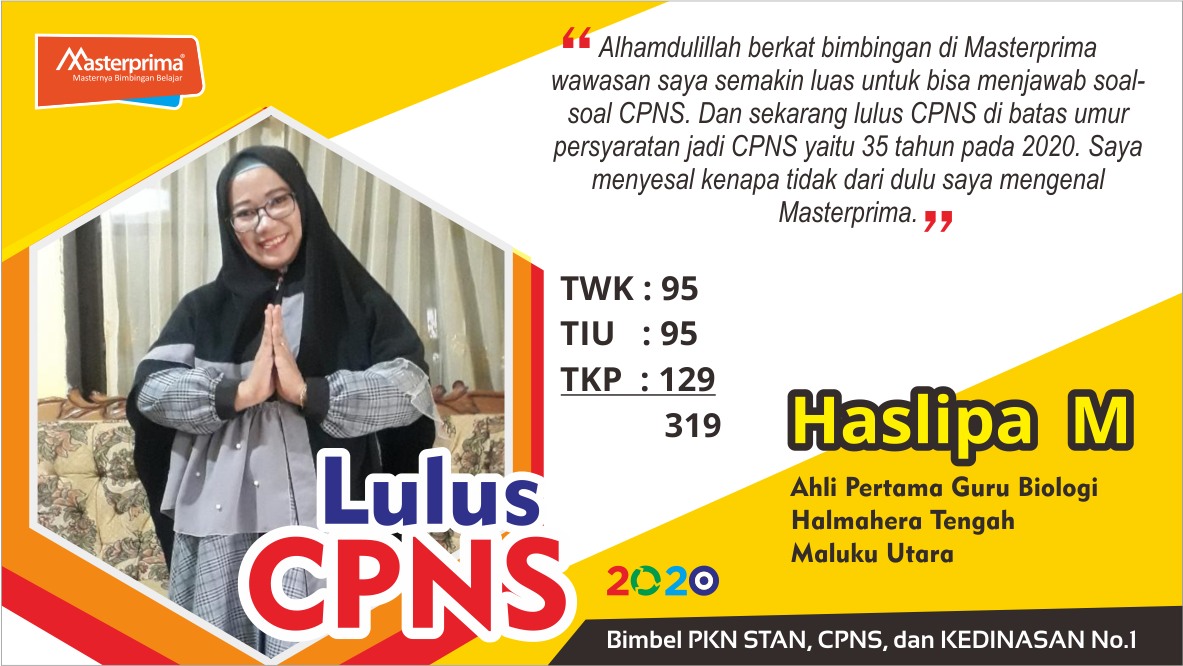 Masterprima®
Masternya Bimbingan Belajar
“ Alhamdulillah berkat bimbingan di Masterprima
wawasan saya semakin luas untuk bisa menjawab soal-
soal CPNS. Dan sekarang lulus CPNS di batas umur
persyaratan jadi CPNS yaitu 35 tahun pada 2020. Saya
menyesal kenapa tidak dari dulu saya mengenal
Masterprima. ”
TWK : 95
TIU : 95
TKP : 129
319
Haslipa M
Ahli Pertama Guru Biologi
Halmahera Tengah
Maluku Utara
Lulus
CPNS
2020
Bimbel PKN STAN, CPNS, dan KEDINASAN No.1